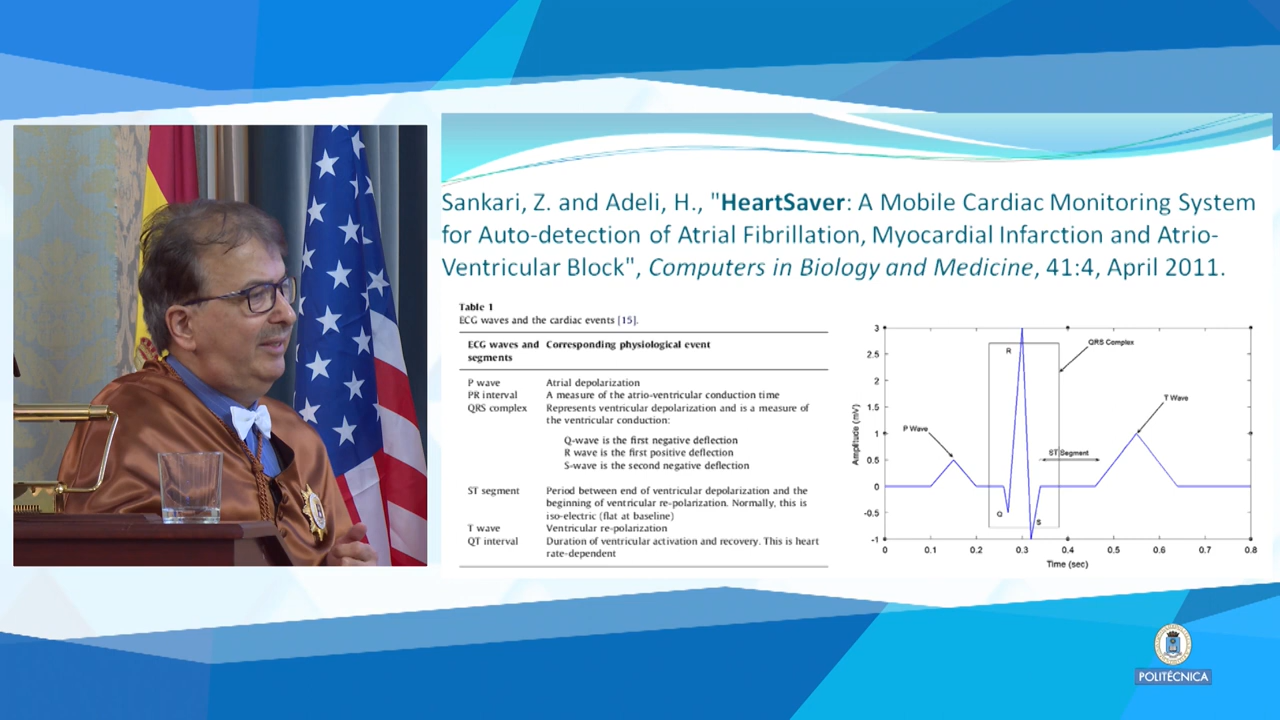 Sankari, Z. and Adeli, H., "HeartSaver: A Mobile Cardiac Monitoring System
for Auto-detection of Atrial Fibrillation, Myocardial Infarction and Atrio-
Ventricular Block", Computers in Biology and Medicine, 41:4, April 2011.
Table 1
ECG waves and the cardiac events [15].
ECG waves and Corresponding physiological event
segments
P wave Atrial depolarization
PR interval A measure of the atrio-ventricular conduction time
QRS complex Represents ventricular depolarization and is a measure of
the ventricular conduction:
Q-wave is the first negative deflection
R wave is the first positive deflection
S-wave is the second negative deflection
ST segment Period between end of ventricular depolarization and the
beginning of ventricular re-polarization. Normally, this is
iso-electric (flat at baseline)
T wave Ventricular re-polarization
QT interval Duration of ventricular activation and recovery. This is heart
rate-dependent
3
2.5
2
1.5
1
0.5
0
-0.5
-1
Amplitude (mV)
R
QRS Complex
T Wave
P Wave
ST Segment
Q
S
0 0.1 0.2 0.3 0.4 0.5 0.6 0.7 0.8
Time (sec)
POLITÉCNICA